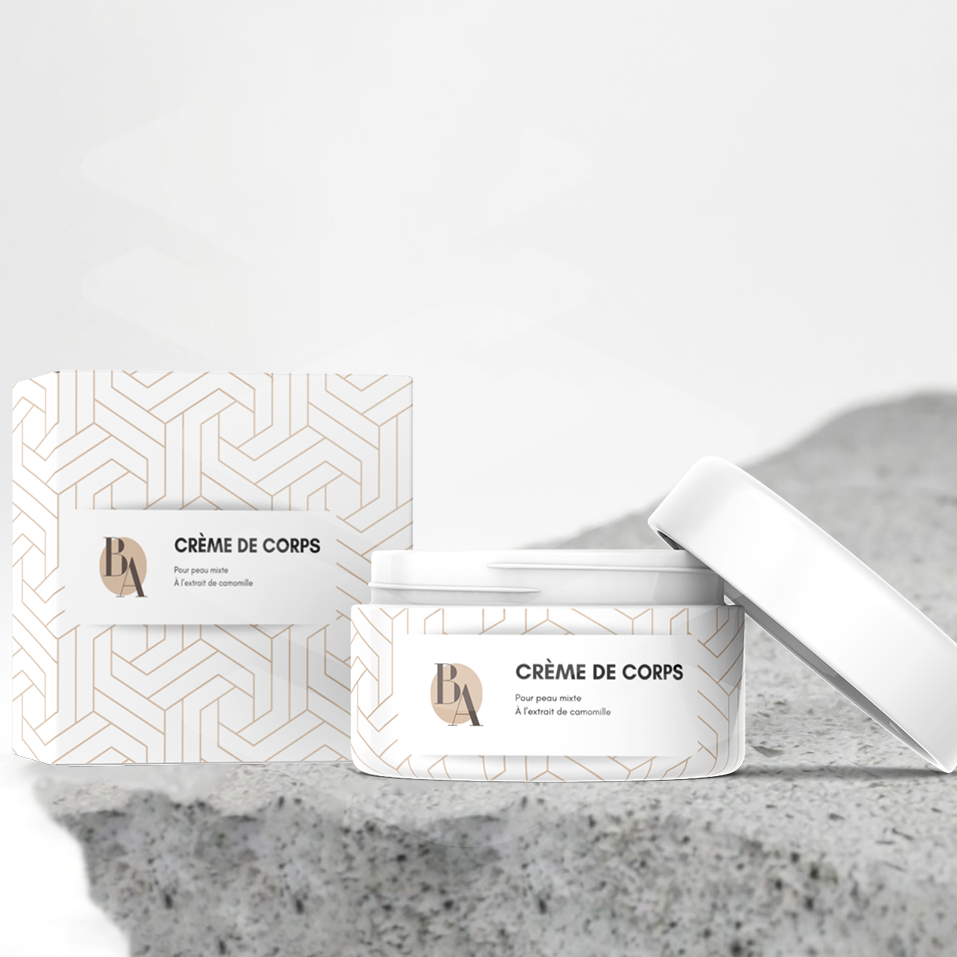 BA
CRÈME DE CORPS
Pour peau mixte
À l'extrait de camomille
BA
CRÈME DE CORPS
Pour peau mixte
À l'extrait de camomille